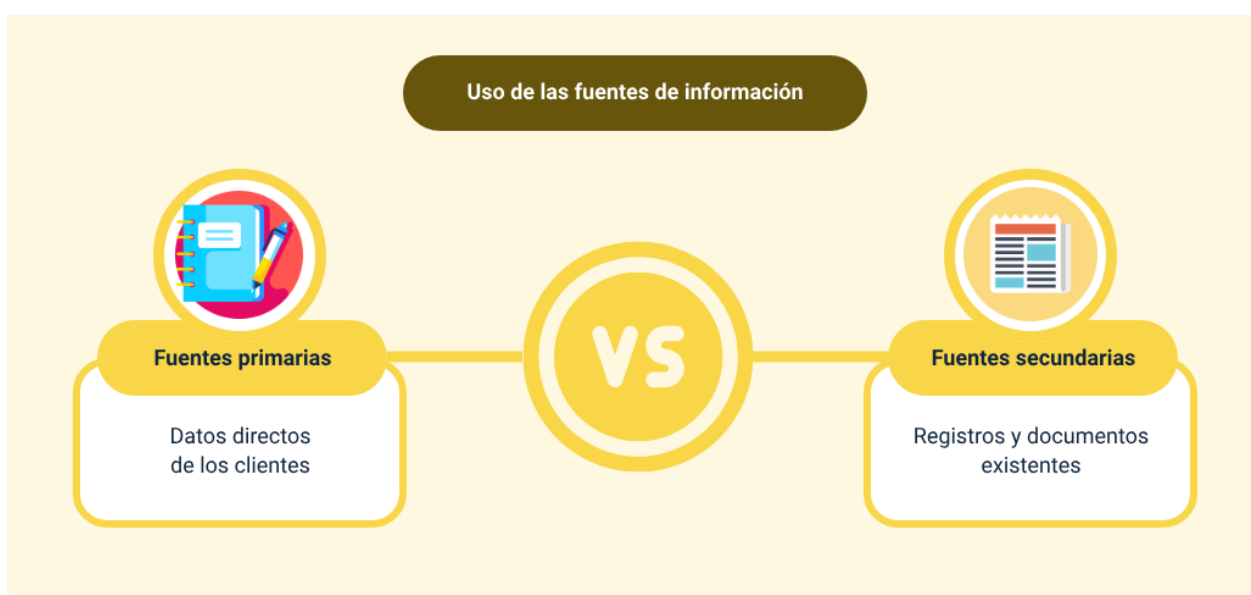 Uso de las fuentes de información
Fuentes primarias
Datos directos
de los clientes
VS
Fuentes secundarias
Registros y documentos
existentes